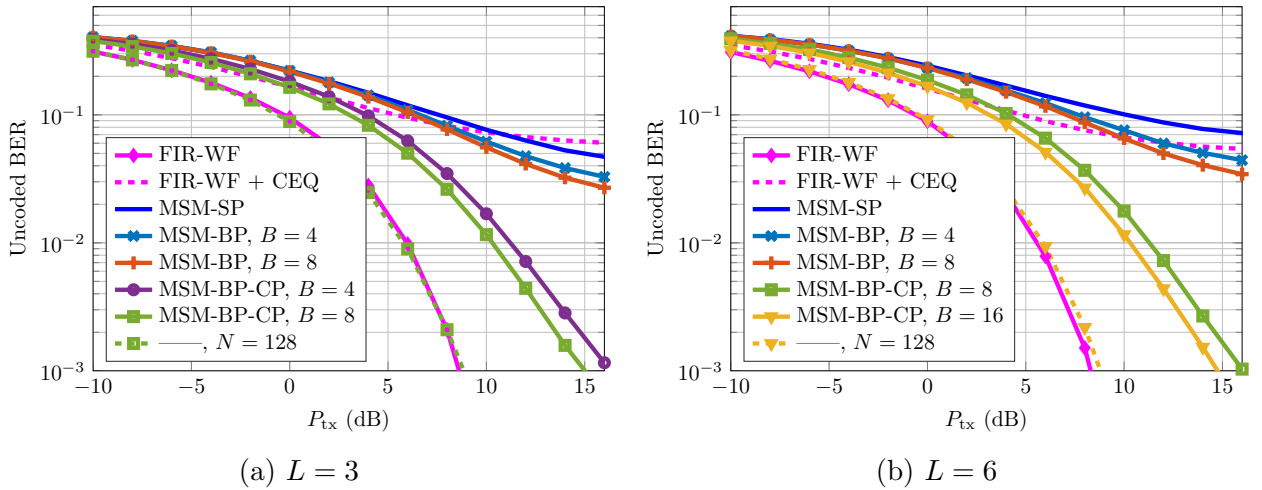 10⁻¹
10⁻²
10⁻³
Uncoded BER
FIR-WF
FIR-WF + CEQ
MSM-SP
MSM-BP, B = 4
MSM-BP, B = 8
MSM-BP-CP, B = 4
MSM-BP-CP, B = 8
——, N = 128
−10 −5 0 5 10 15
Pₜₓ (dB)
(a) L = 3
10⁻¹
10⁻²
10⁻³
Uncoded BER
FIR-WF
FIR-WF + CEQ
MSM-SP
MSM-BP, B = 4
MSM-BP, B = 8
MSM-BP-CP, B = 8
MSM-BP-CP, B = 16
——, N = 128
−10 −5 0 5 10 15
Pₜₓ (dB)
(b) L = 6